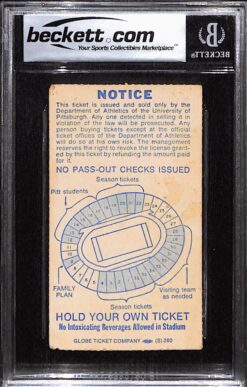 beckett.com
Your Sports Collectibles Marketplace™
BECKETT®
NOTICE
This ticket is issued and sold only by the
Department of Athletics of the University of
Pittsburgh. Any one detected in selling it in
violation of the law will be prosecuted. Any
person buying tickets except at the official
ticket offices of the Department of Athletics
will do so at his own risk. The management
reserves the right to revoke the license grant-
ed by this ticket by refunding the amount paid
for it.
NO PASS-OUT CHECKS ISSUED
Season tickets
Pitt students
FAMILY
PLAN
Visiting team
as needed
Season tickets
HOLD YOUR OWN TICKET
No Intoxicating Beverages Allowed in Stadium
GLOBE TICKET COMPANY (S)-260